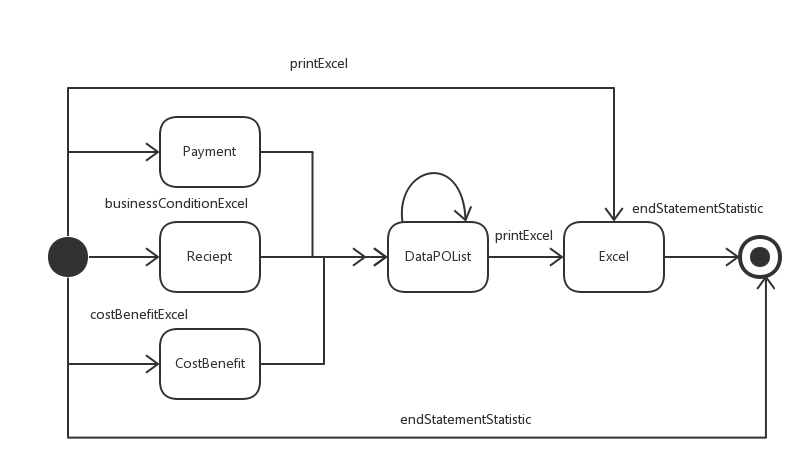 printExcel
Payment
businessConditionExcel
endStatementStatistic
printExcel
Reciept
DataPOList
Excel
costBenefitExcel
CostBenefit
endStatementStatistic